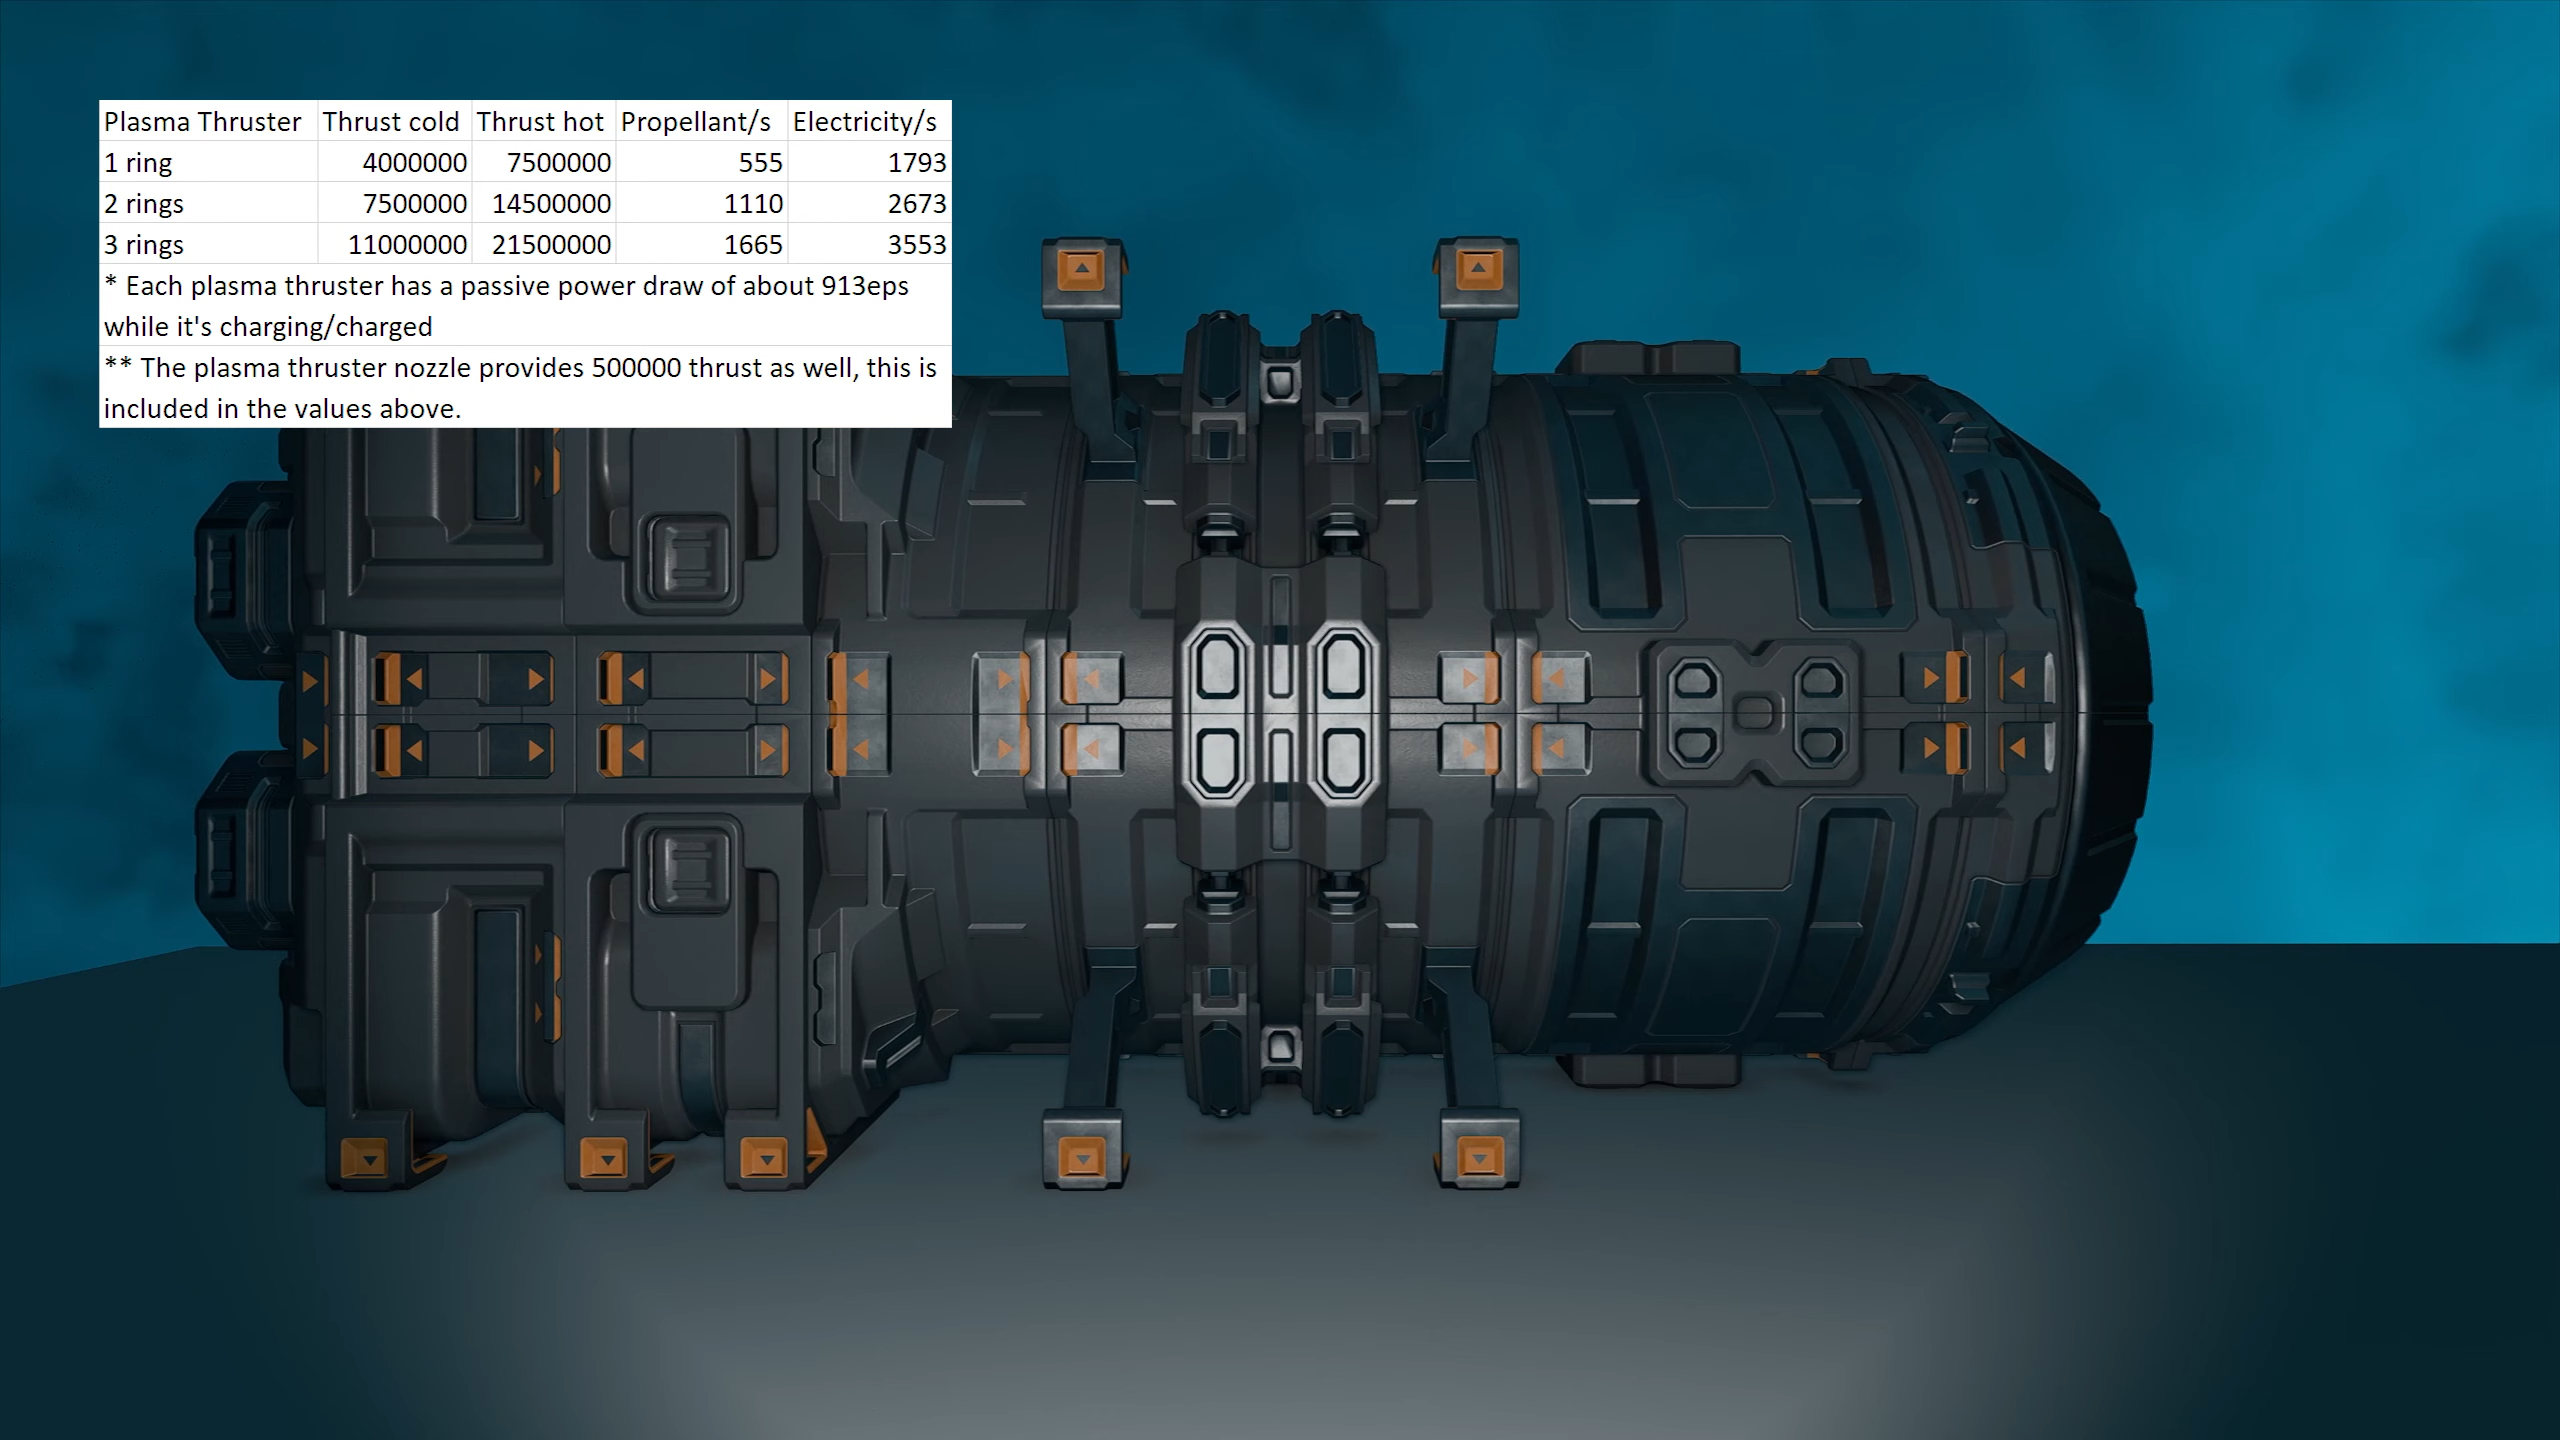 Plasma Thruster Thrust cold Thrust hot Propellant/s Electricity/s
1 ring 4000000 7500000 555 1793
2 rings 7500000 14500000 1110 2673
3 rings 11000000 21500000 1665 3553
* Each plasma thruster has a passive power draw of about 913eps
while it's charging/charged
** The plasma thruster nozzle provides 500000 thrust as well, this is
included in the values above.